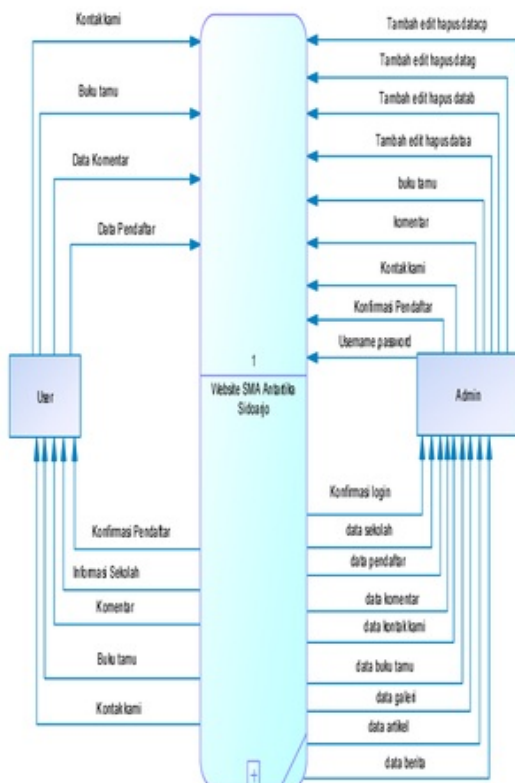 Kontak kami
Buku tamu
Data Komentar
Data Pendaftar
User
Konfirmasi Pendaftar
Informasi Sekolah
Komentar
Buku tamu
Kontak kami
1
Website SMA Antartika
Sidoarjo
Tambah edit hapus datacp
Tambah edit hapus datag
Tambah edit hapus datab
Tambah edit hapus dataa
buku tamu
komentar
Kontak kami
Konfirmasi Pendaftar
Username password
Admin
Konfirmasi login
data sekolah
data pendaftar
data komentar
data kontak kami
data buku tamu
data galeri
data artikel
data berita